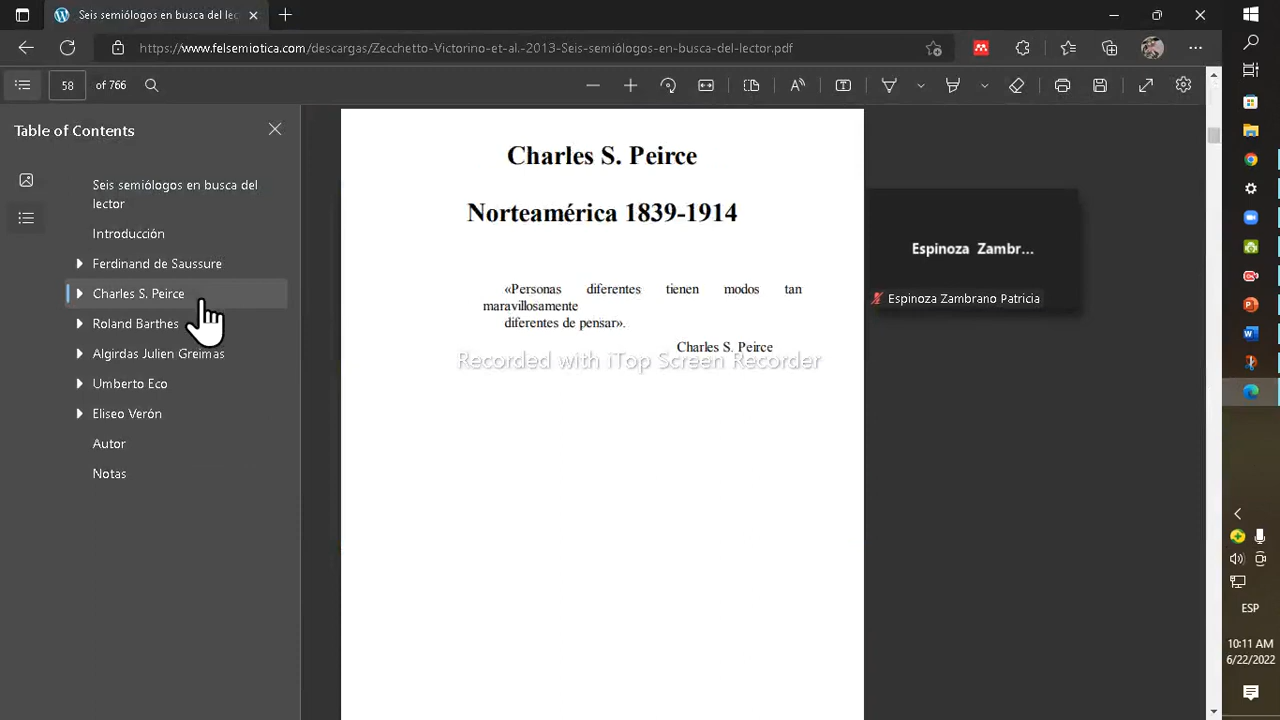 Seis semiólogos en busca del lec
https://www.felsemiotica.com/descargas/Zecchetto-Victorino-et-al.-2013-Seis-semiólogos-en-busca-del-lector.pdf
58 of 766
Table of Contents
Seis semiólogos en busca del
lector
Introducción
Ferdinand de Saussure
Charles S. Peirce
Roland Barthes
Algirdas Julien Greimas
Umberto Eco
Eliseo Verón
Autor
Notas
Charles S. Peirce
Norteamérica 1839-1914
«Personas diferentes tienen modos tan
maravillosamente
diferentes de pensar».
Charles S. Peirce
Recorded with iTop Screen Recorder
Espinoza Zambr...
Espinoza Zambrano Patricia
ESP
10:11 AM
6/22/2022